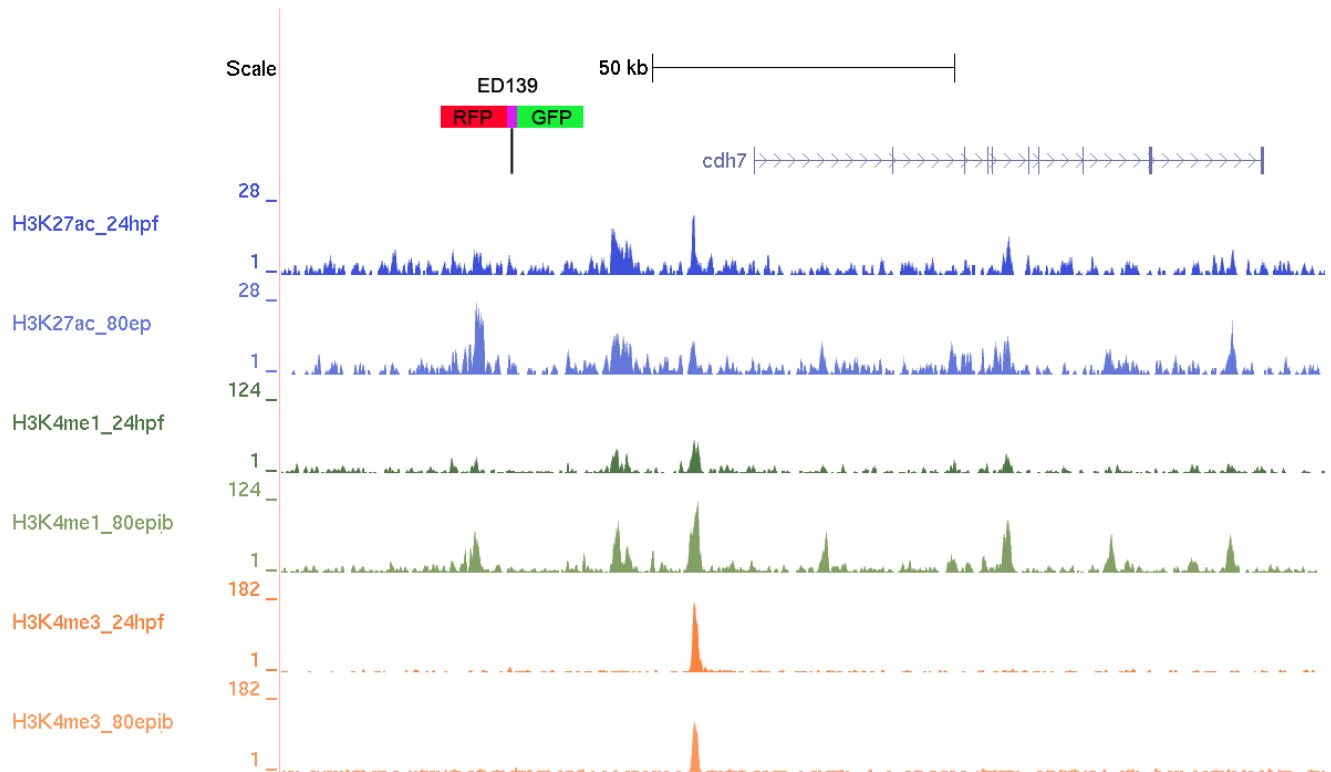 Scale
50 kb
ED139
RFP GFP
cdh7
28
H3K27ac_24hpf
1
28
H3K27ac_80ep
1
124
H3K4me1_24hpf
1
124
H3K4me1_80epib
1
182
H3K4me3_24hpf
1
182
H3K4me3_80epib
1